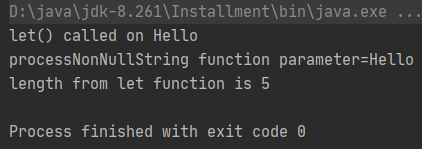 D:\java\jdk-8.261\Installment\bin\java.exe ...
let() called on Hello
processNonNullString function parameter=Hello
length from let function is 5
Process finished with exit code 0